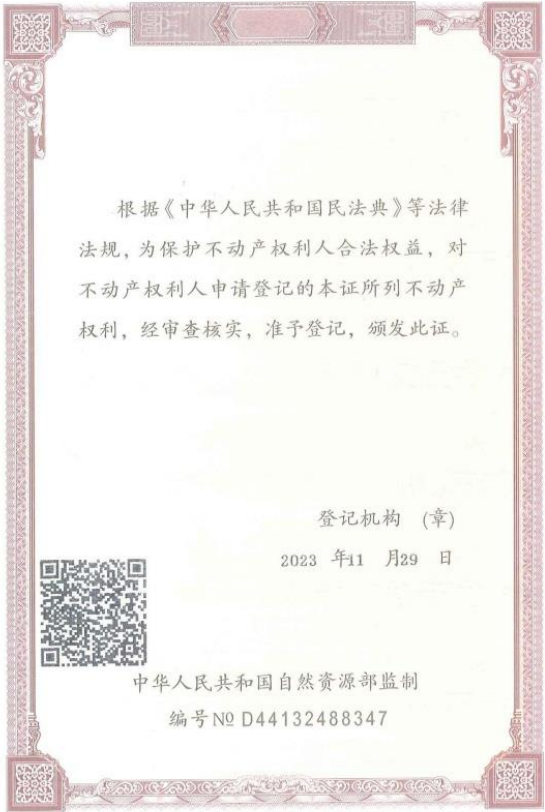 根据《中华人民共和国民法典》等法律
法规，为保护不动产权利人合法权益，对
不动产权利人申请登记的本证所列不动产
权利，经审查核实，准予登记，颁发此证。
登记机构 (章)
2023 年11 月29 日
中华人民共和国自然资源部监制
编号№ D44132488347